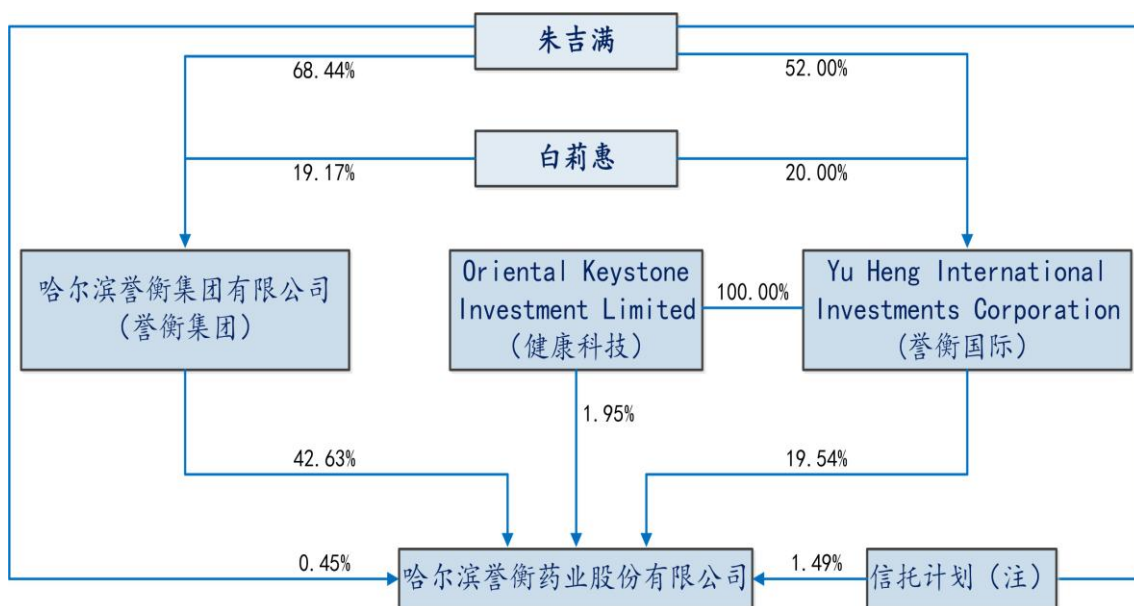 朱吉满
68.44%
52.00%
白莉惠
19.17%
20.00%
哈尔滨誉衡集团有限公司
（誉衡集团）
Oriental Keystone
Investment Limited
（健康科技）
100.00%
Yu Heng International
Investments Corporation
(誉衡国际）
1.95%
42.63%
19.54%
0.45%
哈尔滨誉衡药业股份有限公司
1.49%
信托计划（注）